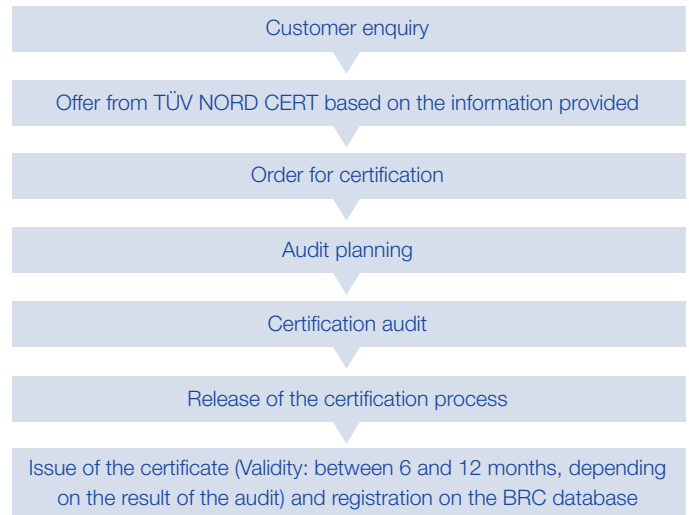 Customer enquiry
Offer from TÜV NORD CERT based on the information provided
Order for certification
Audit planning
Certification audit
Release of the certification process
Issue of the certificate (Validity: between 6 and 12 months, depending
on the result of the audit) and registration on the BRC database